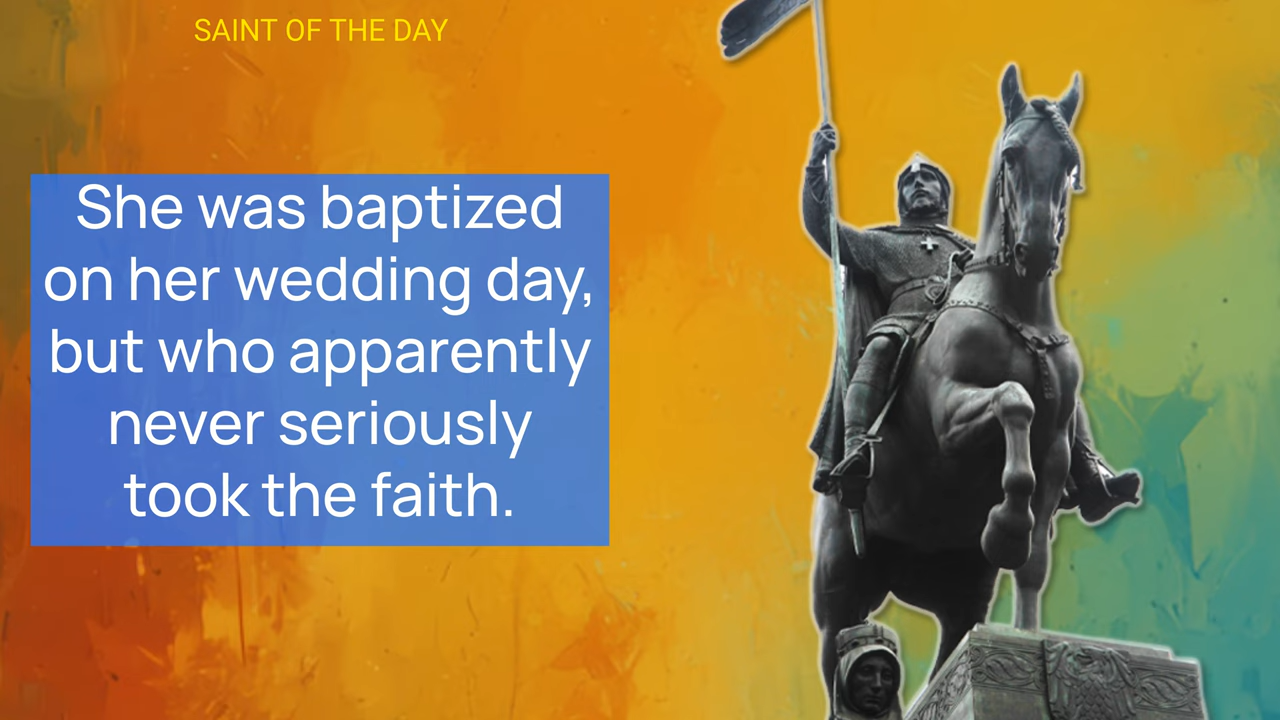 SAINT OF THE DAY
She was baptized
on her wedding day,
but who apparently
never seriously
took the faith.